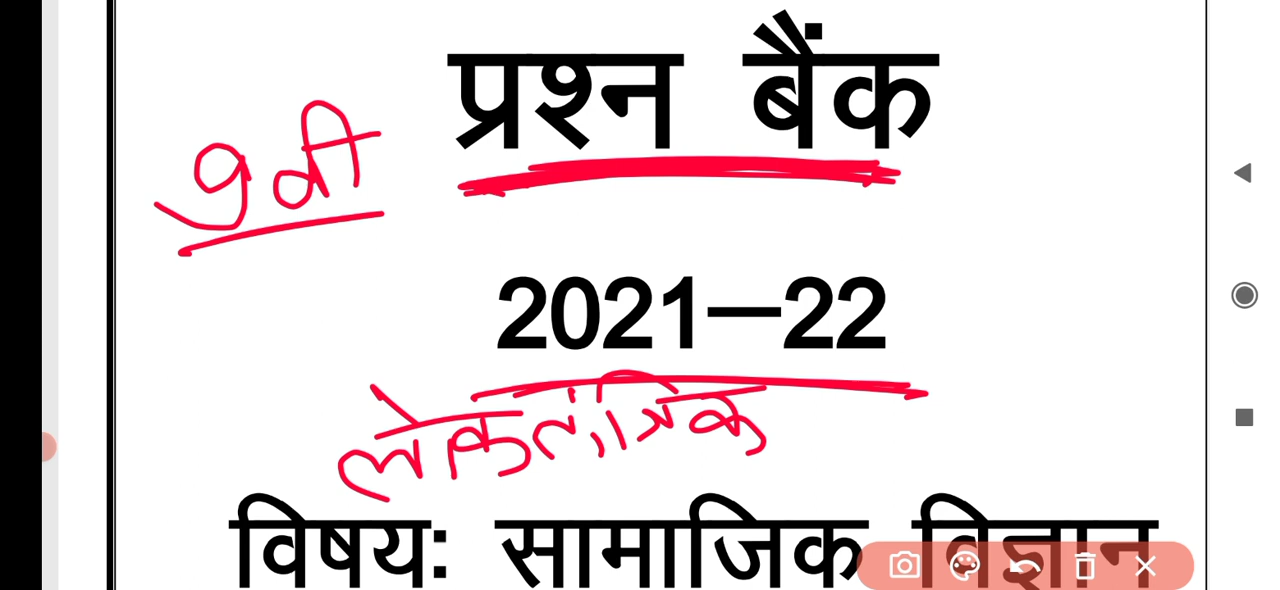 प्रश्न बैंक
9वी
2021–22
लोकतांत्रिक
विषय: सामाजिक विज्ञान